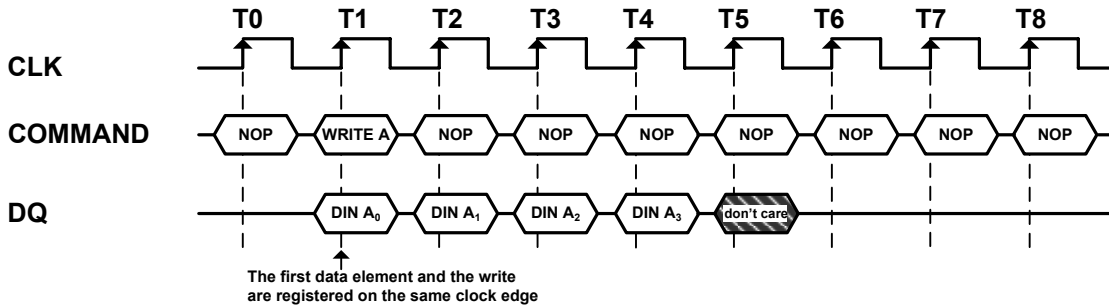 T0 T1 T2 T3 T4 T5 T6 T7 T8
CLK
COMMAND NOP WRITE A NOP NOP NOP NOP NOP NOP NOP
DQ DIN A₀ DIN A₁ DIN A₂ DIN A₃ don't care
The first data element and the write
are registered on the same clock edge